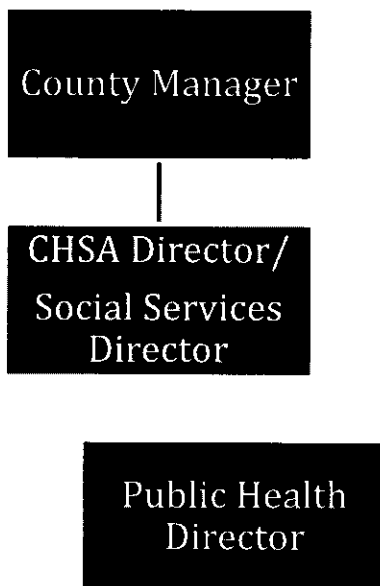 County Manager
CHSA Director/
Social Services
Director
Public Health
Director